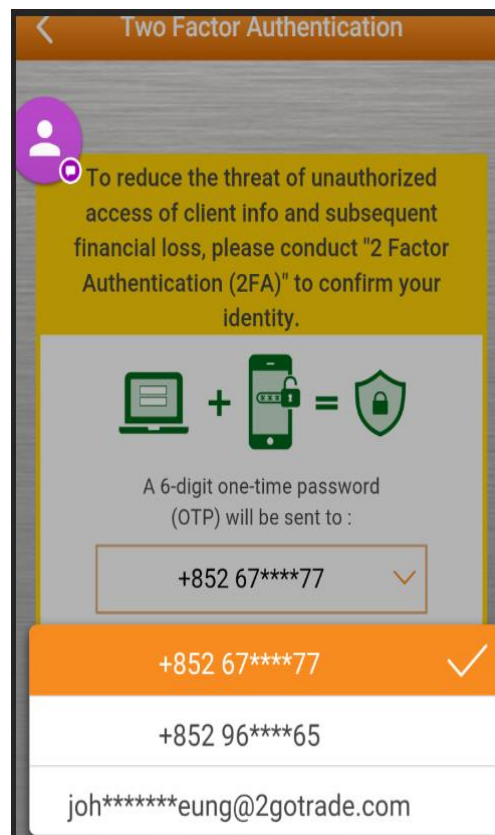 Two Factor Authentication
To reduce the threat of unauthorized
access of client info and subsequent
financial loss, please conduct "2 Factor
Authentication (2FA)" to confirm your
identity.
A 6-digit one-time password
(OTP) will be sent to :
+852 67****77
+852 67****77
+852 96****65
joh*******eung@2gotrade.com